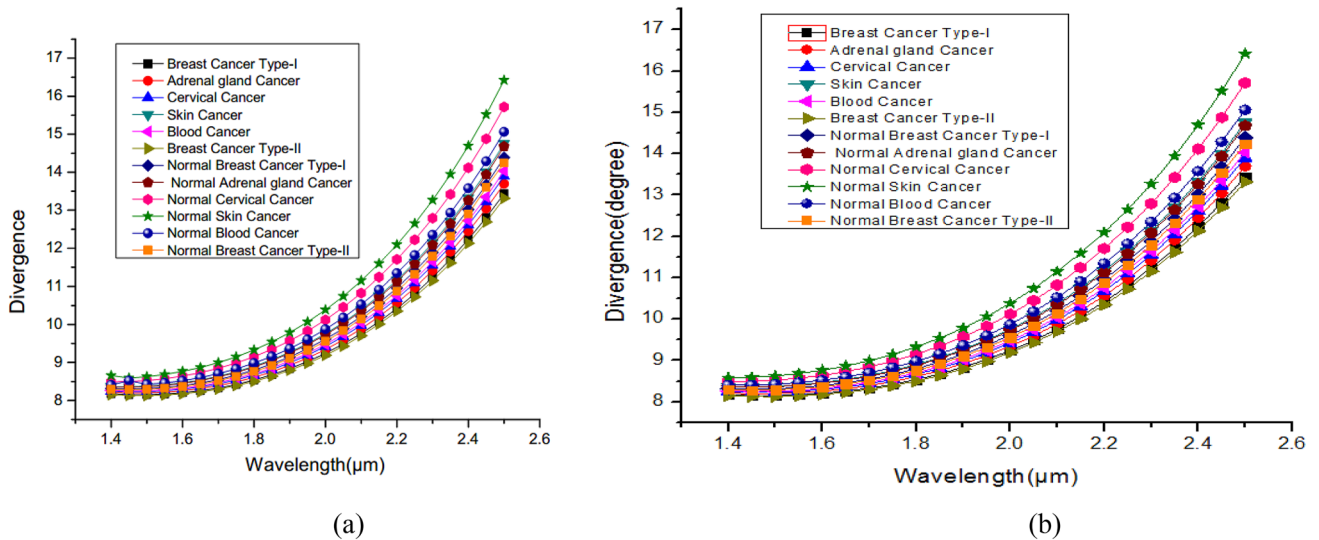 17
16
15
14
13
12
11
10
9
8
Divergence
Breast Cancer Type-I
Adrenal gland Cancer
Cervical Cancer
Skin Cancer
Blood Cancer
Breast Cancer Type-II
Normal Breast Cancer Type-I
Normal Adrenal gland Cancer
Normal Cervical Cancer
Normal Skin Cancer
Normal Blood Cancer
Normal Breast Cancer Type-II
1.4 1.6 1.8 2.0 2.2 2.4 2.6
Wavelength(μm)
(a)
17
16
15
14
13
12
11
10
9
8
Divergence(degree)
Breast Cancer Type-I
Adrenal gland Cancer
Cervical Cancer
Skin Cancer
Blood Cancer
Breast Cancer Type-II
Normal Breast Cancer Type-I
Normal Adrenal gland Cancer
Normal Cervical Cancer
Normal Skin Cancer
Normal Blood Cancer
Normal Breast Cancer Type-II
1.4 1.6 1.8 2.0 2.2 2.4 2.6
Wavelength(μm)
(b)